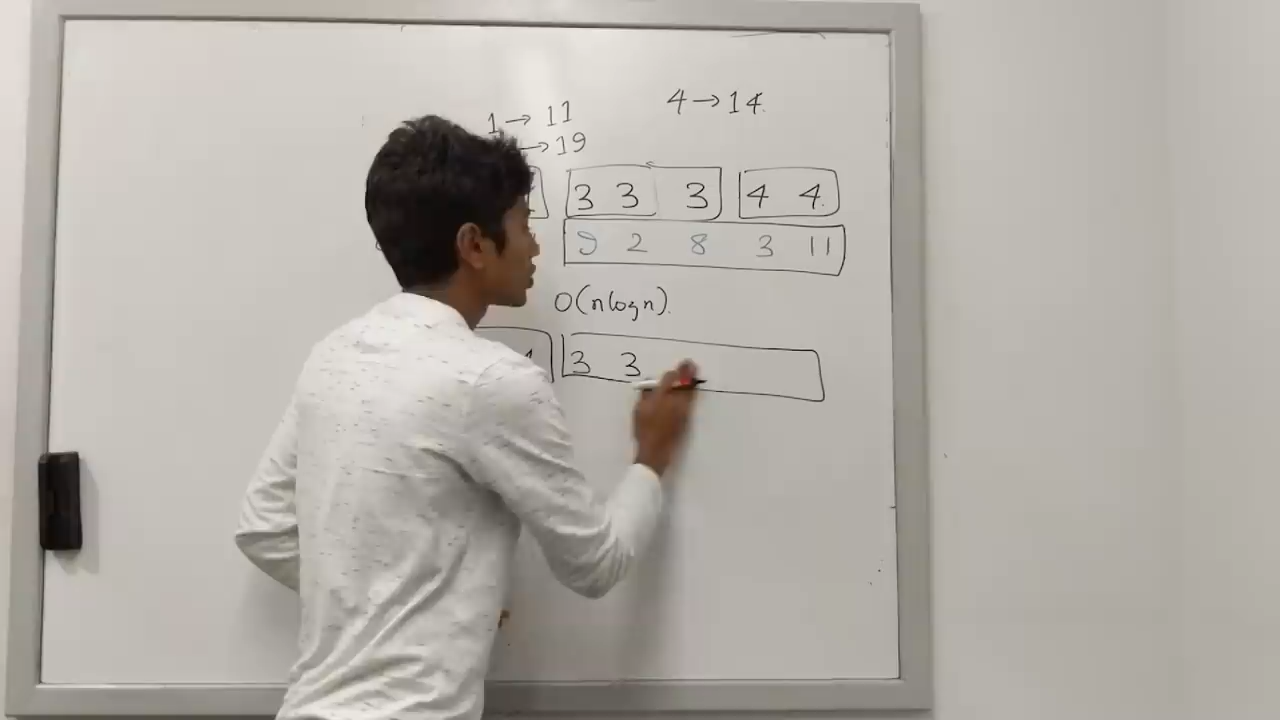 1→ 11
4→14
→19
3 3 3 4 4
9 2 8 3 11
O(nlogn).
3 3